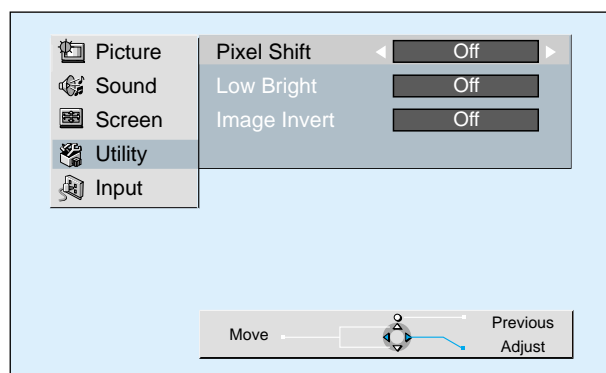 Picture
Sound
Screen
Utility
Input
Pixel Shift Off
Low Bright Off
Image Invert Off
Move
Previous
Adjust